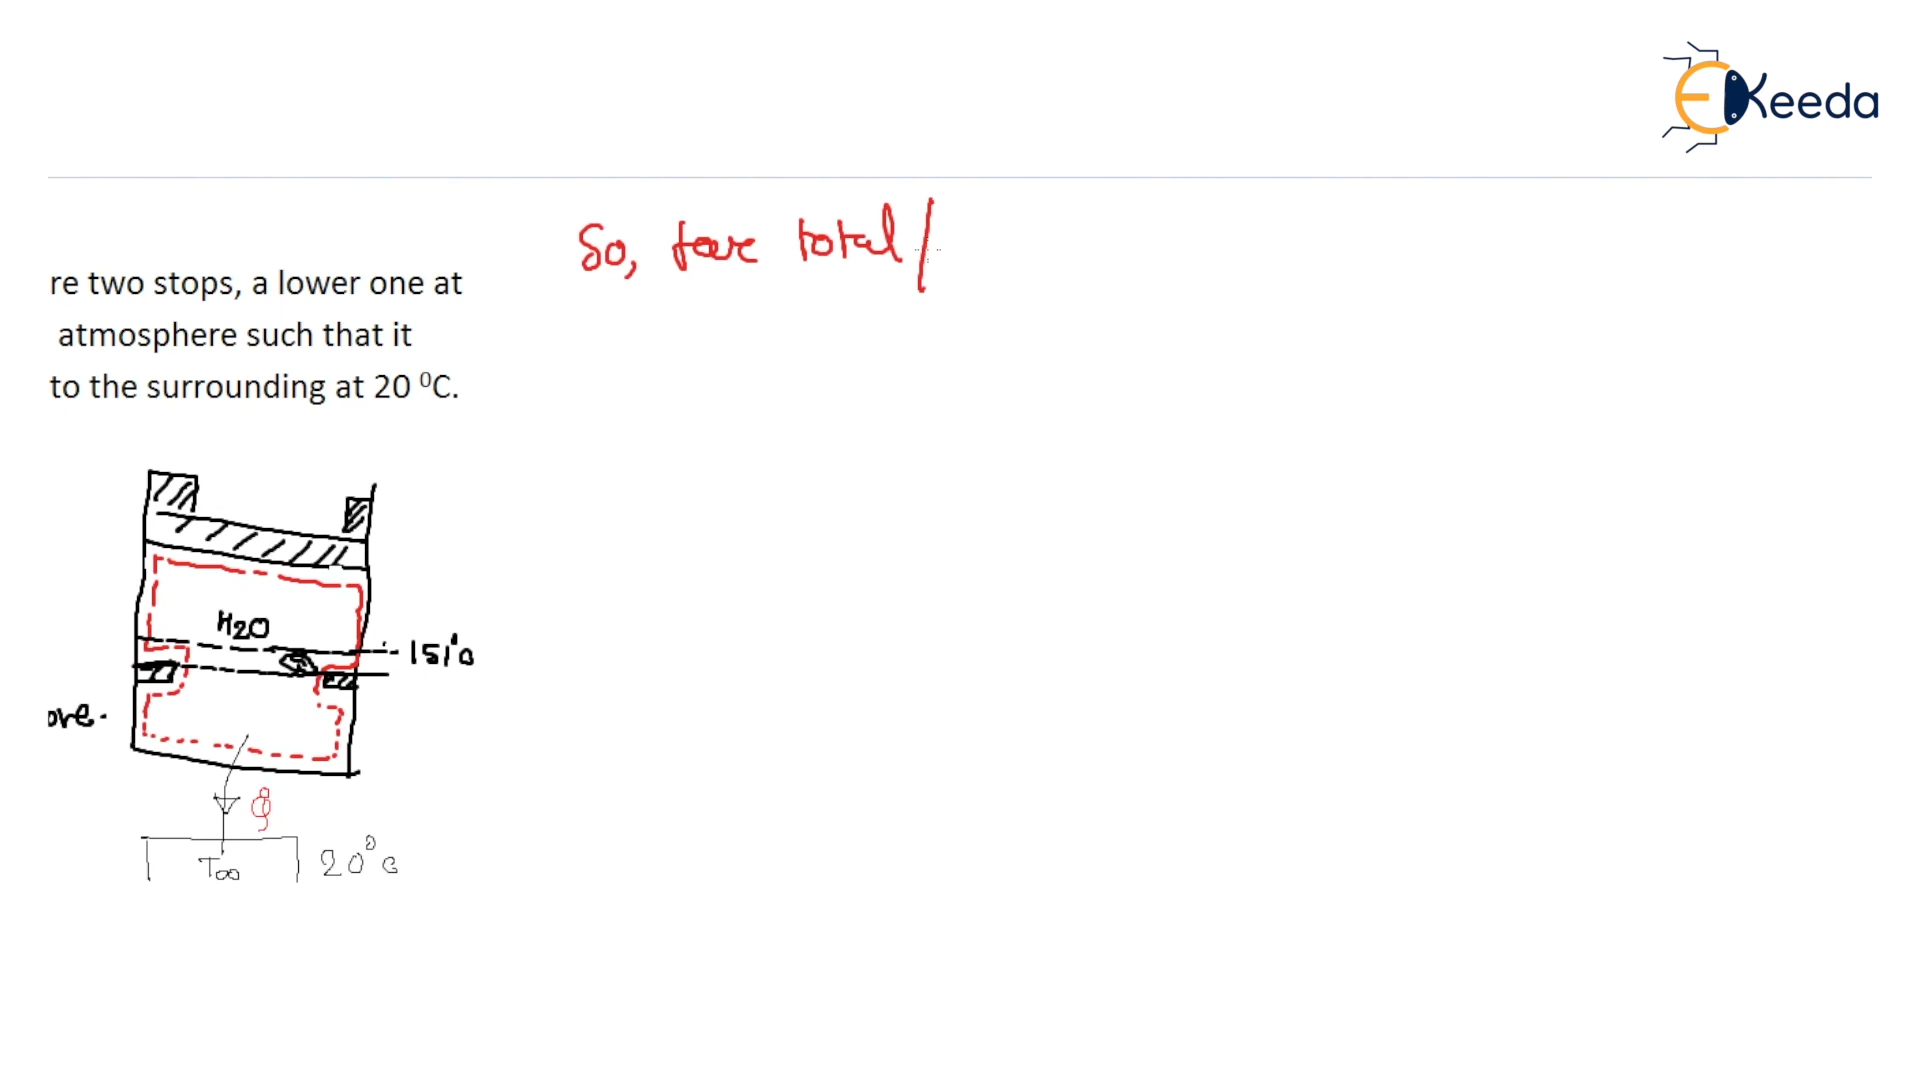 EKeeda
So, for total
re two stops, a lower one at
atmosphere such that it
to the surrounding at 20 ⁰C.
H2O
151°C
ore.
Q
T∞
20°C